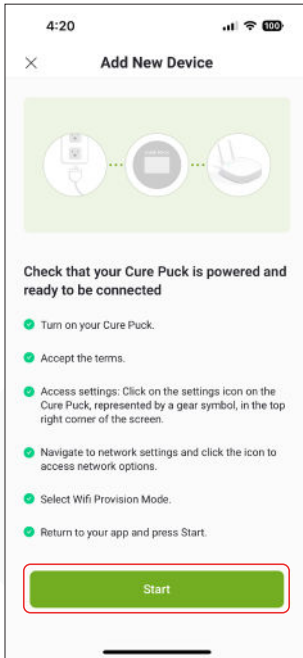 4:20
100
Add New Device
Check that your Cure Puck is powered and
ready to be connected
Turn on your Cure Puck.
Accept the terms.
Access settings: Click on the settings icon on the
Cure Puck, represented by a gear symbol, in the top
right corner of the screen.
Navigate to network settings and click the icon to
access network options.
Select Wifi Provision Mode.
Return to your app and press Start.
Start